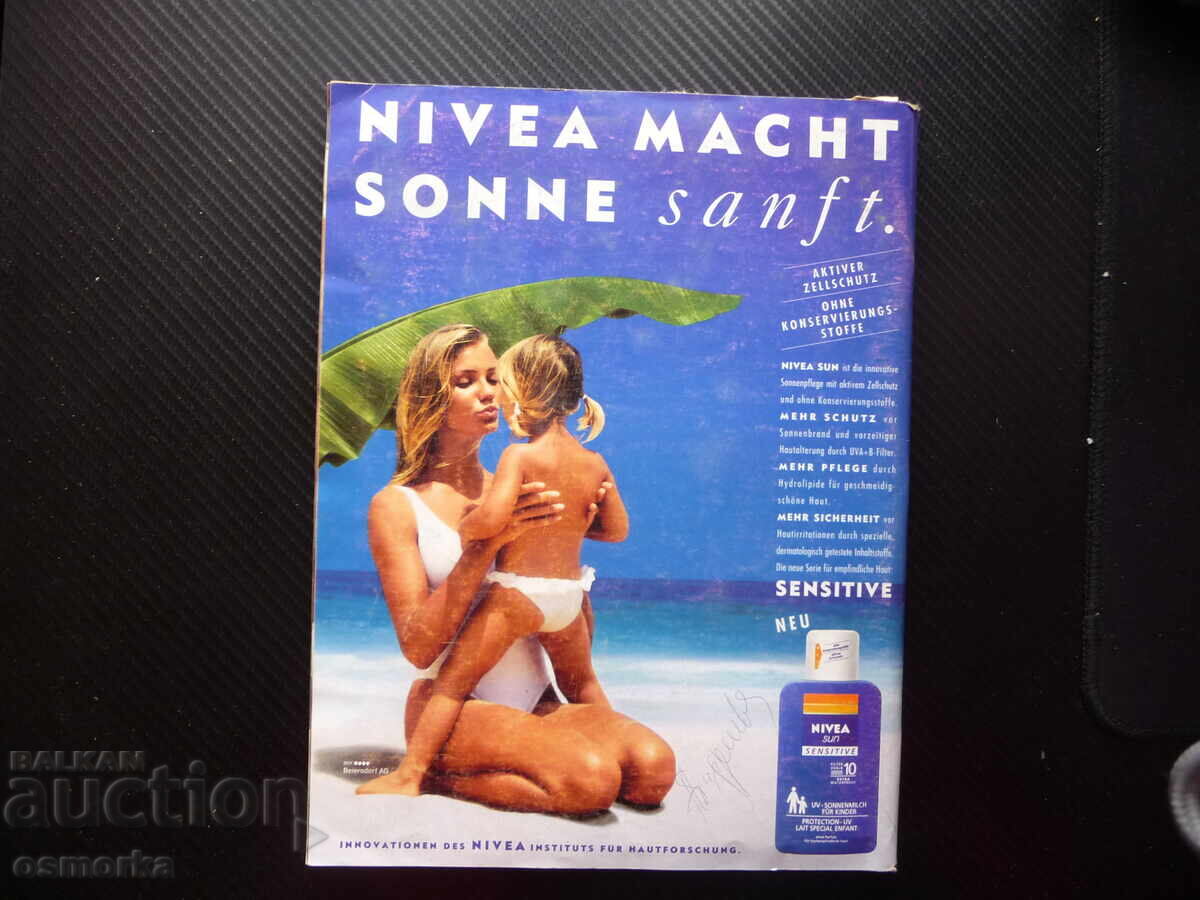 NIVEA MACHT
SONNE sanft.
AKTIVER
ZELLSCHUTZ
OHNE
KONSERVIERUNGS-
STOFFE
NIVEA SUN ist die innovative
Sonnenpflege mit aktivem Zellschutz
und ohne Konservierungsstoffe.
MEHR SCHUTZ vor
Sonnenbrand und vorzeitiger
Hautalterung durch UVA+B-Filter.
MEHR PFLEGE durch
Hydrolipide für geschmeidig-
schöne Haut.
MEHR SICHERHEIT vor
Hautirritationen durch spezielle,
dermatologisch getestete Inhaltsstoffe.
Die neue Serie für empfindliche Haut:
SENSITIVE
NEU
NIVEA
sun
SENSITIVE
10
UV-SONNENMILCH
FÜR KINDER
PROTECTION-UV
LAIT SPECIAL ENFANT
Beiersdorf AG
INNOVATIONEN DES NIVEA INSTITUTS FÜR HAUTFORSCHUNG.
BALKAN
auction
osmorka